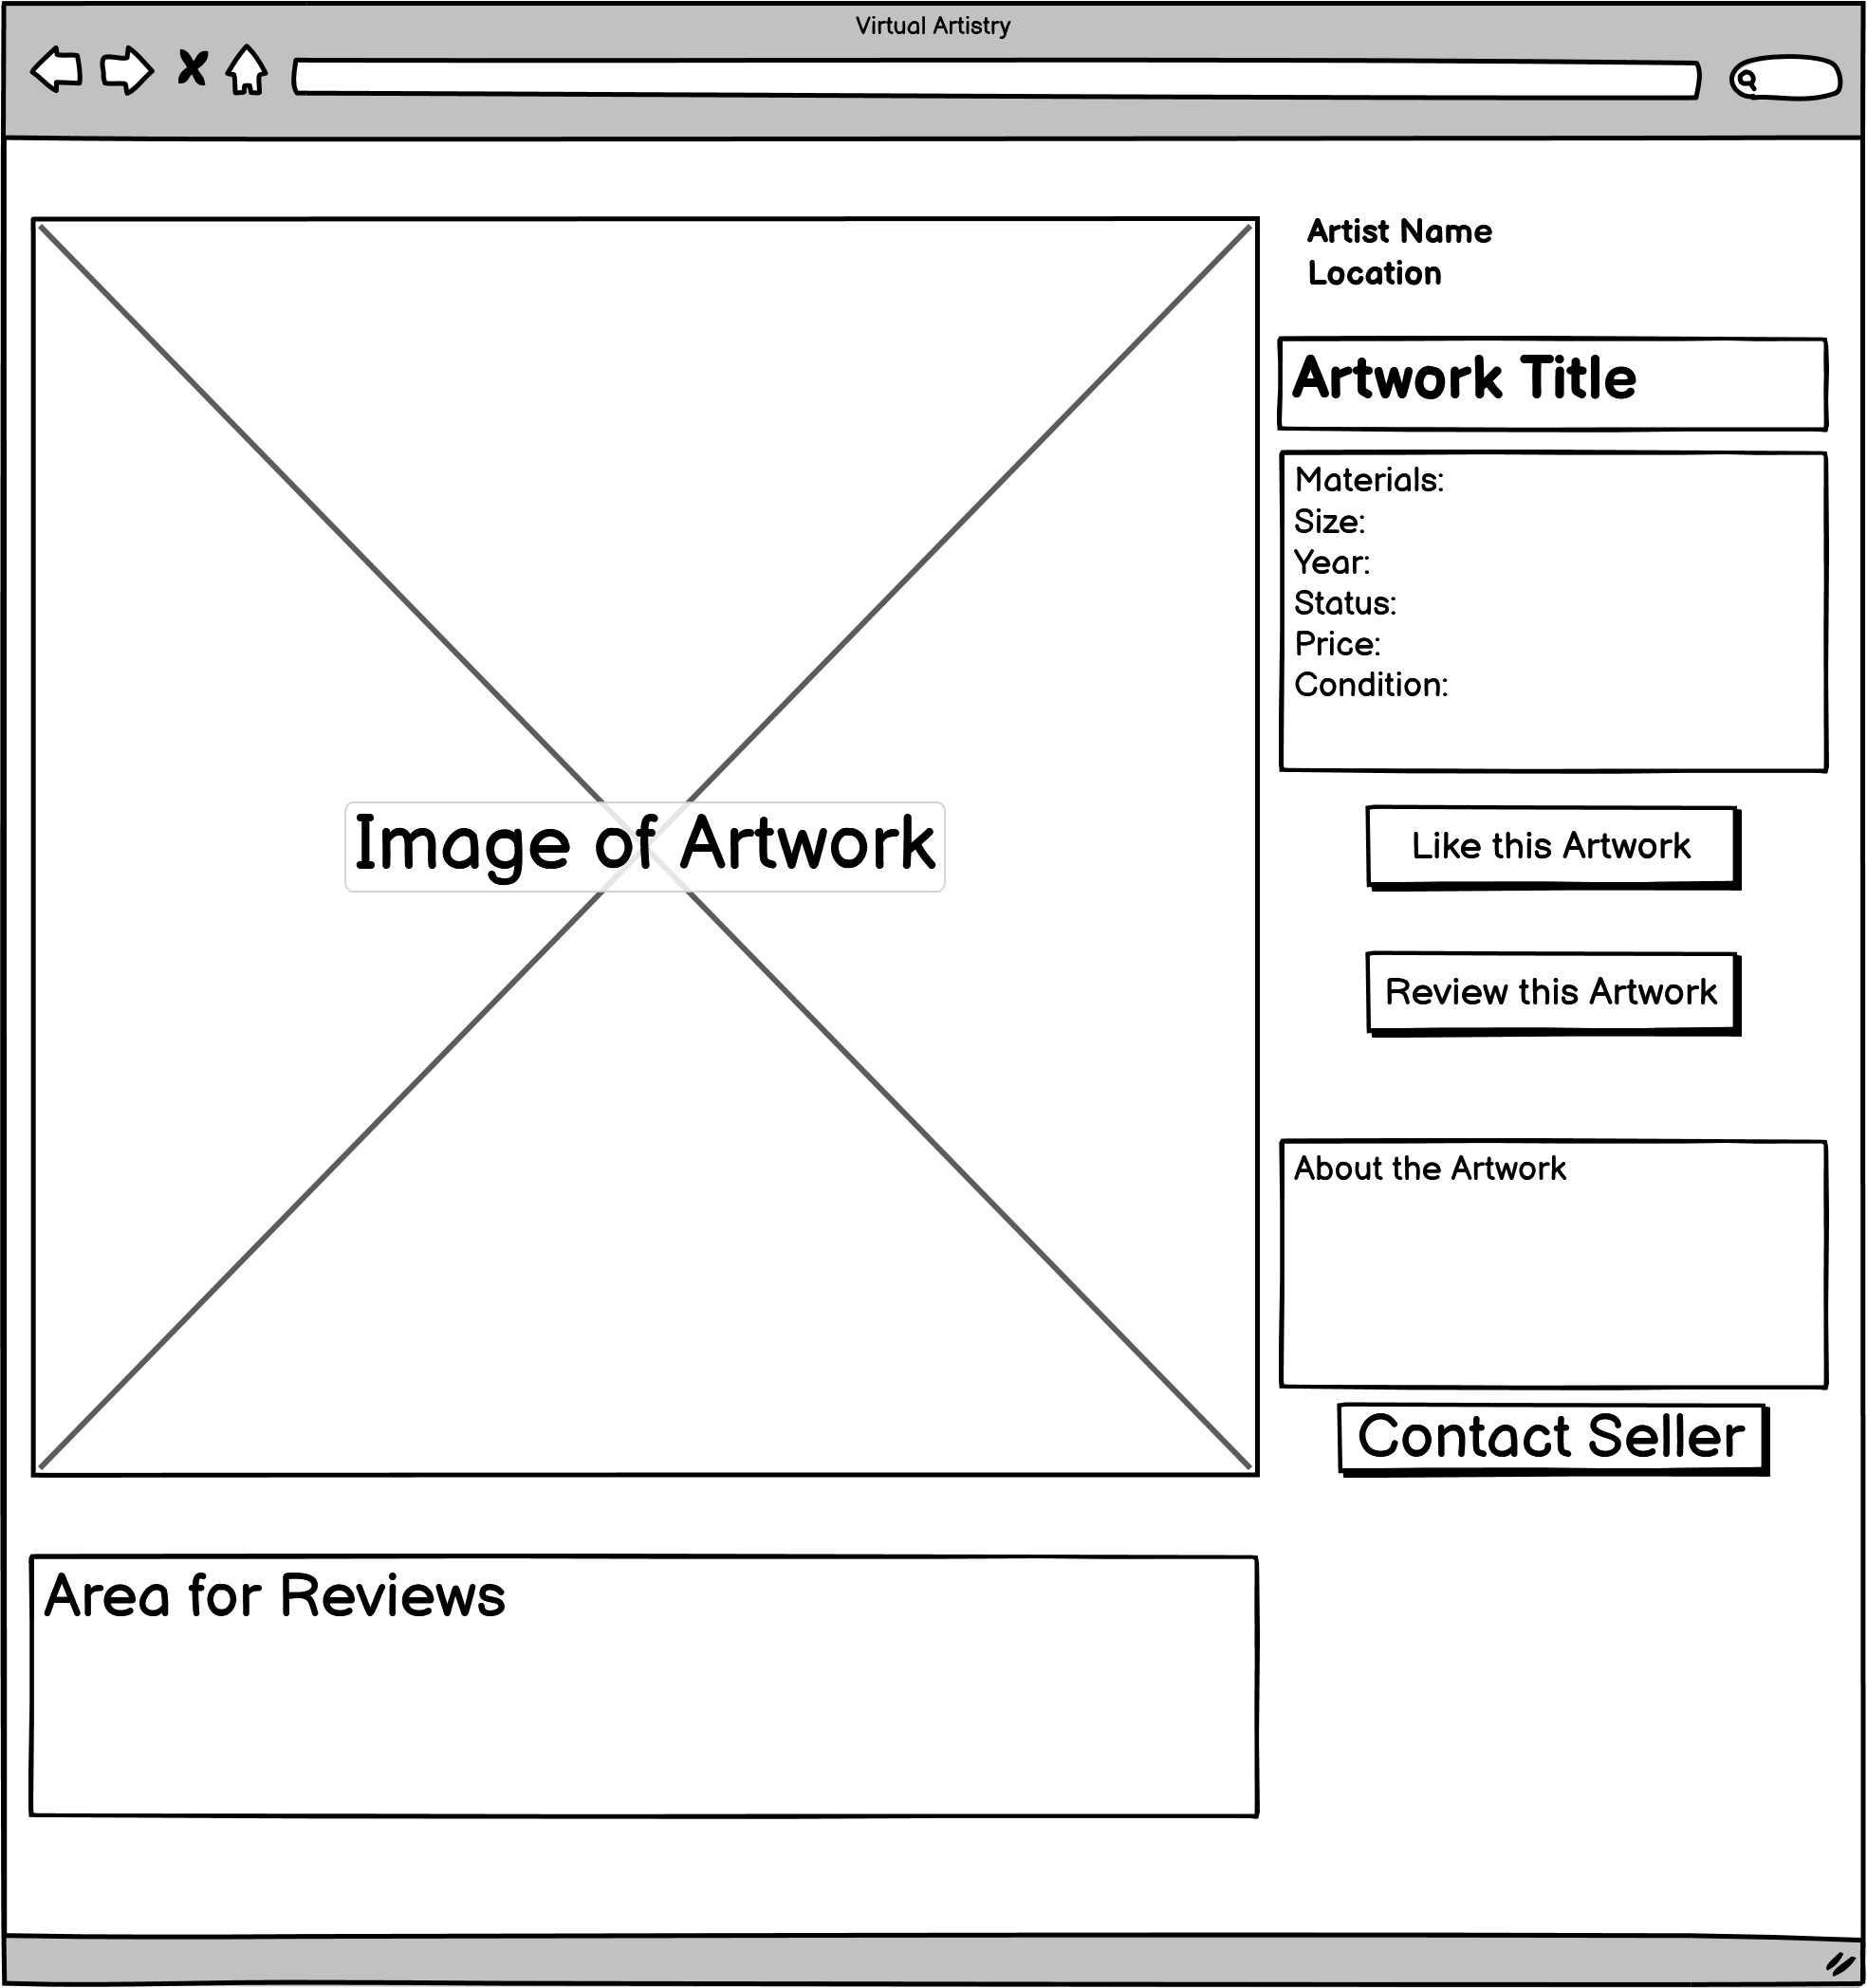 Virtual Artistry
Artist Name
Location
Artwork Title
Materials:
Size:
Year:
Status:
Price:
Condition:
Image of Artwork
Like this Artwork
Review this Artwork
About the Artwork
Contact Seller
Area for Reviews